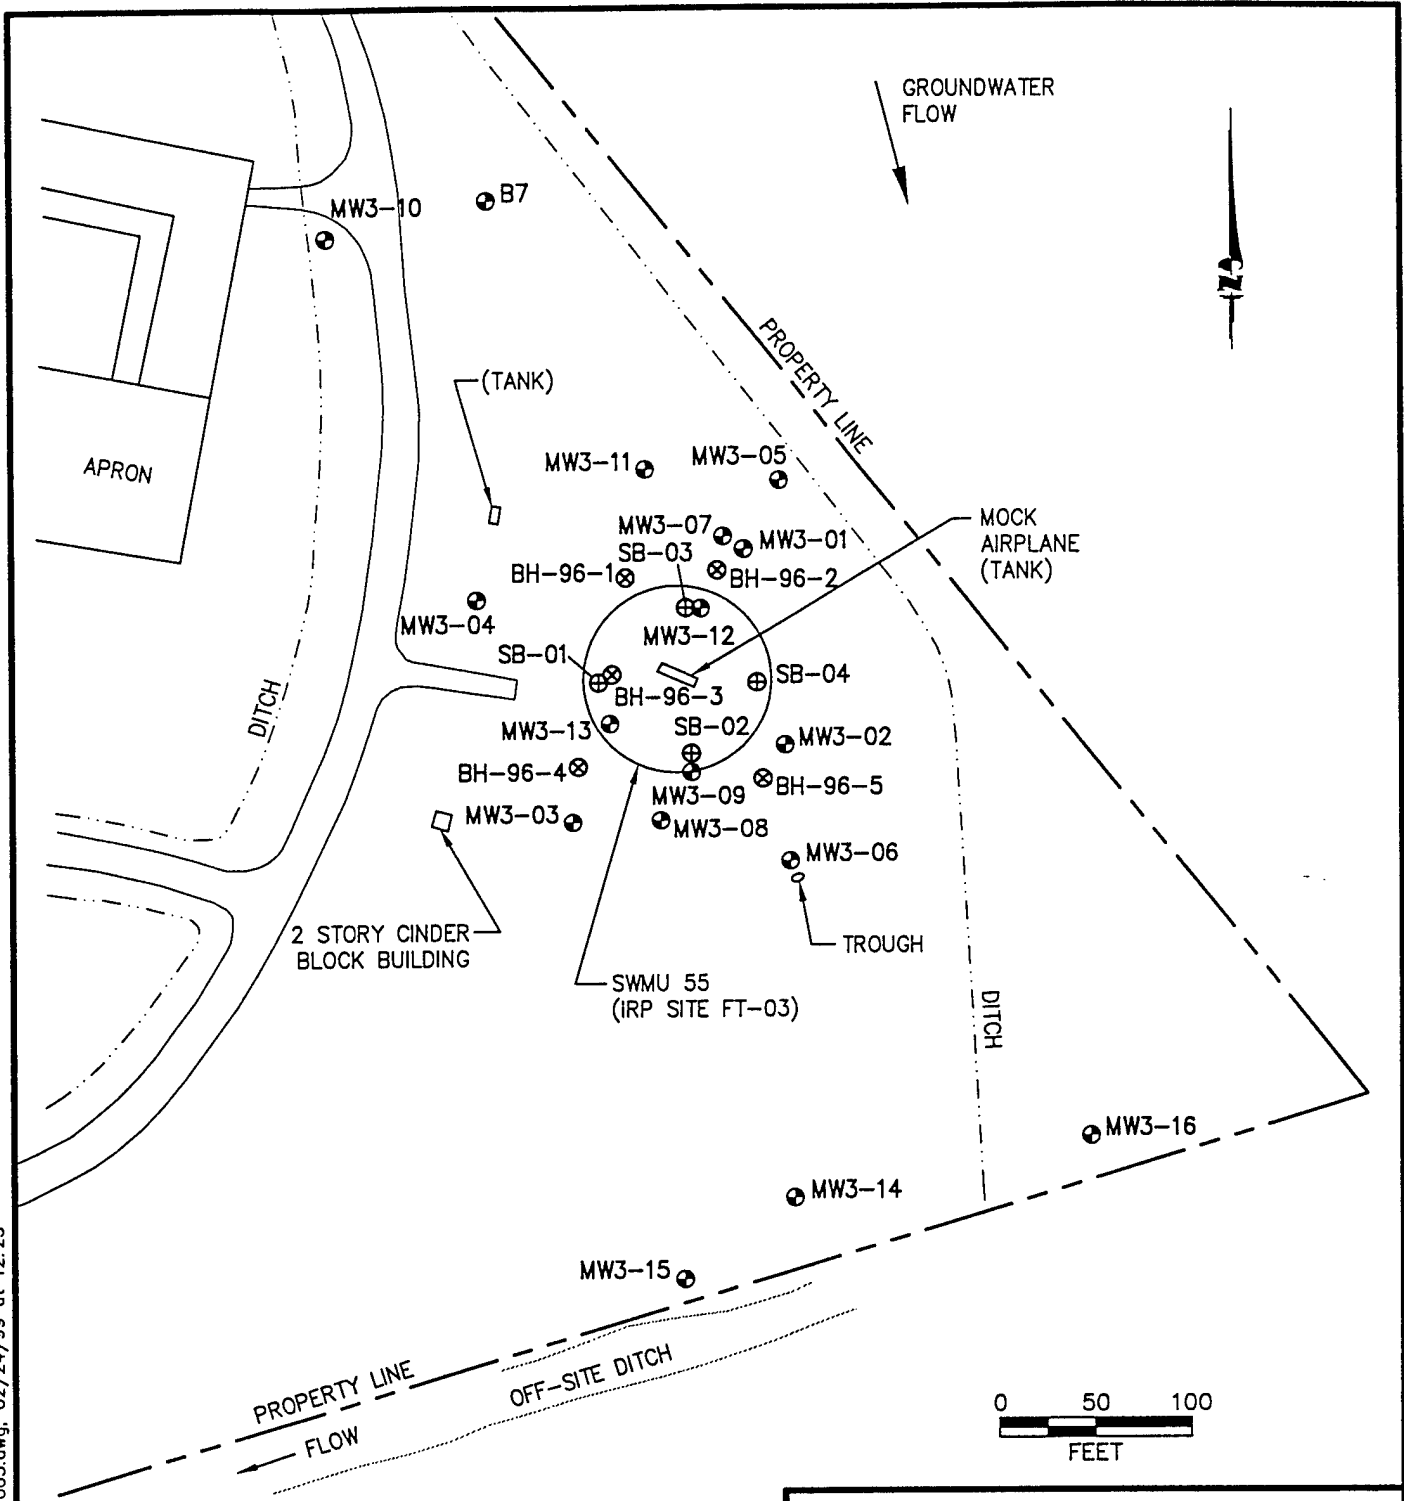 GROUNDWATER
FLOW
B7
MW3-10
N
PROPERTY LINE
(TANK)
APRON
MW3-11
MW3-05
MOCK
AIRPLANE
(TANK)
MW3-07
MW3-01
SB-03
BH-96-1
BH-96-2
MW3-04
MW3-12
SB-01
SB-04
BH-96-3
DITCH
MW3-13
SB-02
MW3-02
BH-96-4
BH-96-5
MW3-09
MW3-03
MW3-08
MW3-06
2 STORY CINDER
BLOCK BUILDING
TROUGH
SWMU 55
(IRP SITE FT-03)
DITCH
MW3-16
MW3-14
MW3-15
PROPERTY LINE
OFF-SITE DITCH
FLOW
0 50 100
FEET